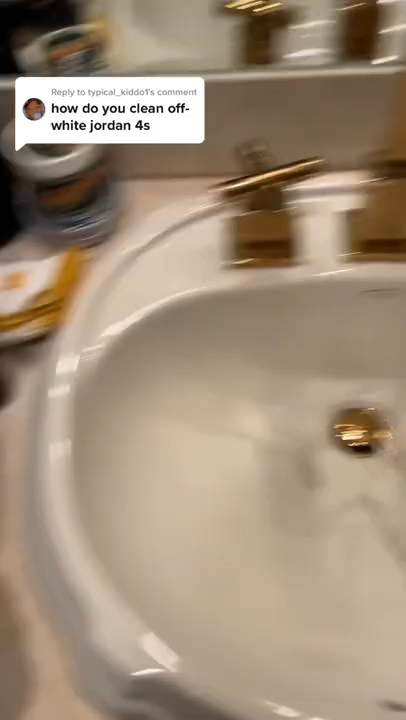 Reply to typical_kiddo1's comment
how do you clean off-
white jordan 4s